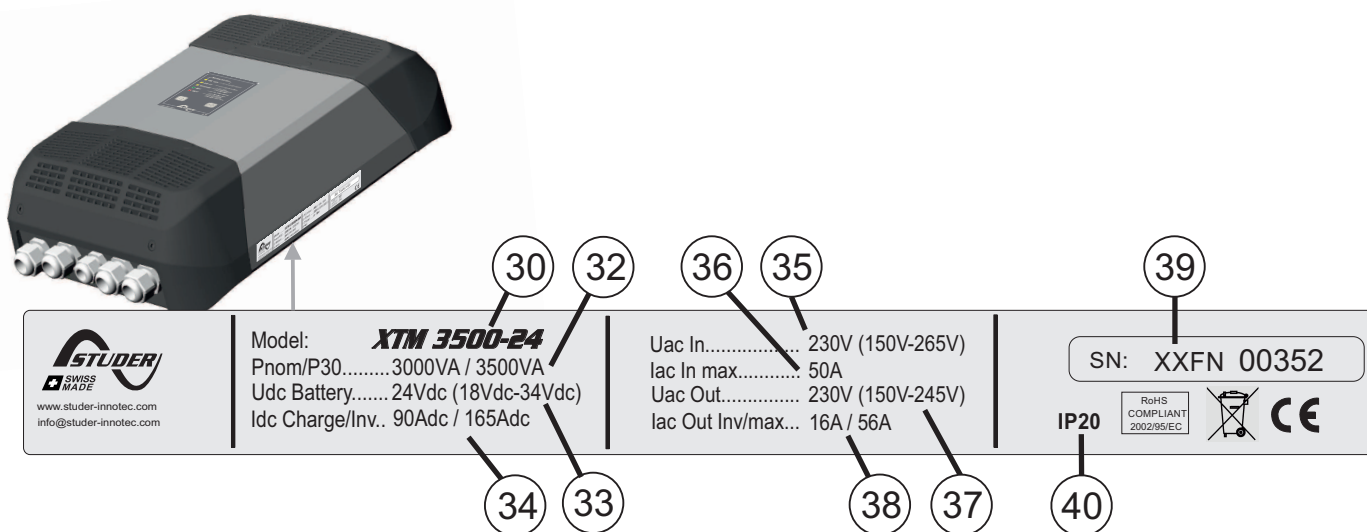 30
32
36
35
39
STUDER
SWISS
MADE
www.studer-innotec.com
info@studer-innotec.com
Model: XTM 3500-24
Pnom/P30.........3000VA / 3500VA
Udc Battery.......24Vdc (18Vdc-34Vdc)
Idc Charge/Inv.. 90Adc / 165Adc
Uac In................. 230V (150V-265V)
Iac In max............ 50A
Uac Out............... 230V (150V-245V)
Iac Out Inv/max... 16A / 56A
SN: XXFN 00352
IP20
RoHS
COMPLIANT
2002/95/EC
CE
34
33
38
37
40